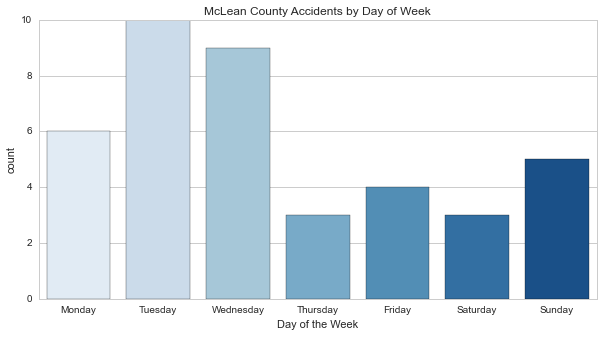 McLean County Accidents by Day of Week
10
8
6
4
2
0
count
Monday Tuesday Wednesday Thursday Friday Saturday Sunday
Day of the Week